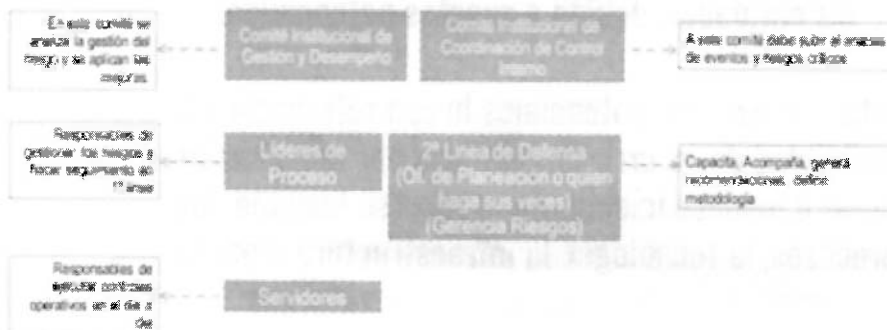 En este comité se
analiza la gestión del
riesgo y se aplican las
mejoras.
Comité Institucional de
Gestión y Desempeño
Comité Institucional de
Coordinación de Control
Interno
A este comité debe subir el análisis
de eventos y riesgos críticos
Responsables de
gestionar los riesgos y
hacer seguimiento en
1ª línea
Líderes de
Proceso
2ª Línea de Defensa
(Of. de Planeación o quien
haga sus veces)
(Gerencia Riesgos)
Capacita, Acompaña, genera
recomendaciones, define
metodología
Responsables de
ejecutar controles
operativos en el día a
día
Servidores